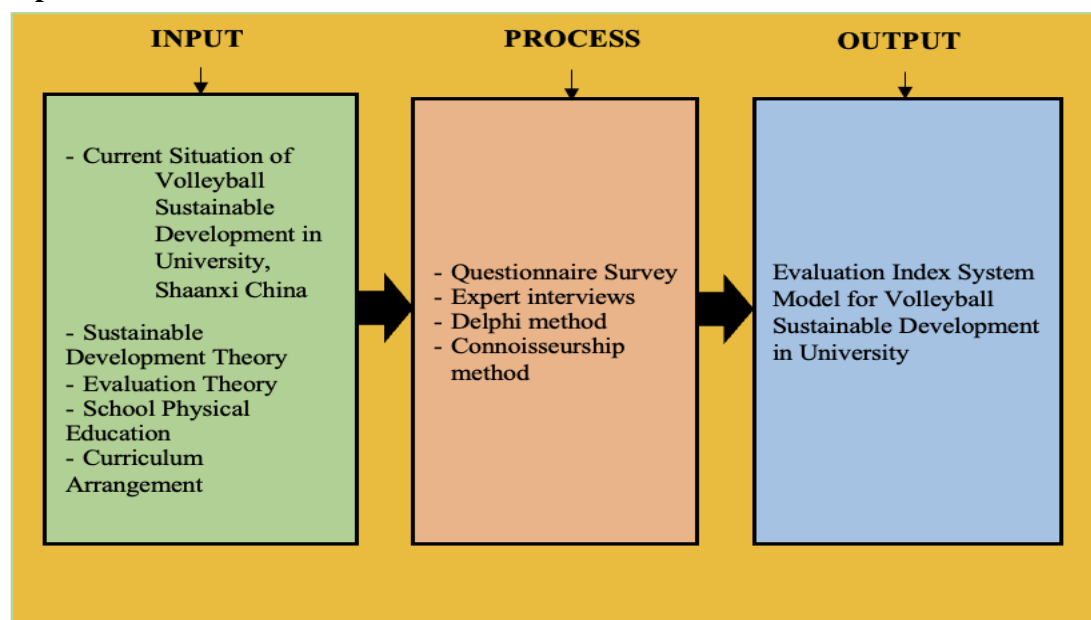 INPUT
- Current Situation of
Volleyball
Sustainable
Development in
University,
Shaanxi China
- Sustainable
Development Theory
- Evaluation Theory
- School Physical
Education
- Curriculum
Arrangement
PROCESS
- Questionnaire Survey
- Expert interviews
- Delphi method
- Connoisseurship
method
OUTPUT
Evaluation Index System
Model for Volleyball
Sustainable Development
in University